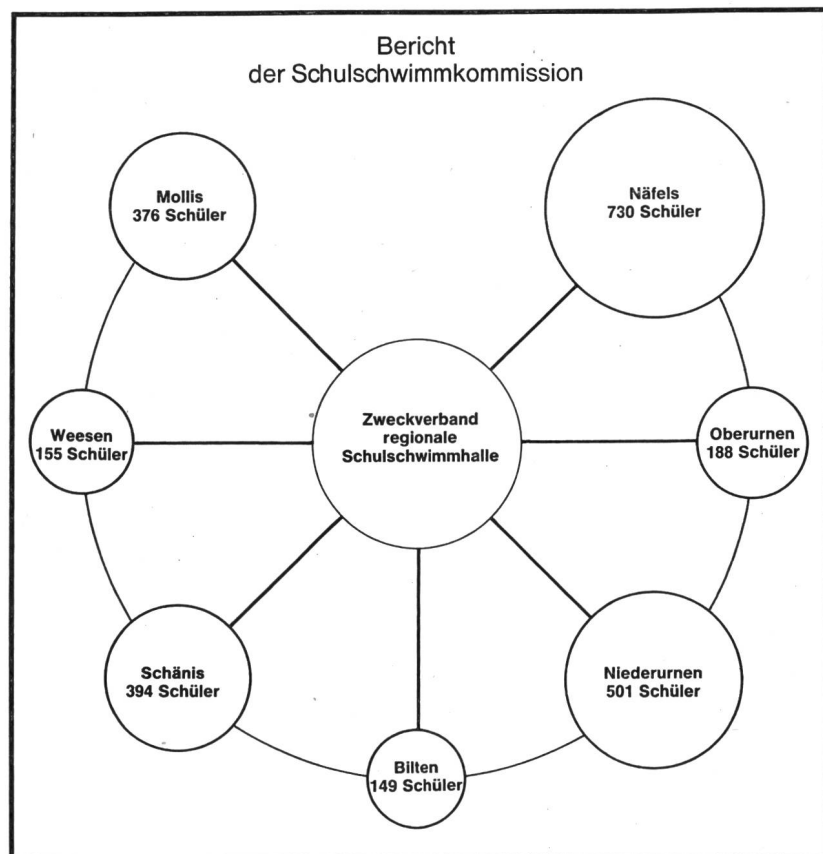 Bericht
der Schulschwimmkommission
Mollis
376 Schüler
Näfels
730 Schüler
Zweckverband
regionale
Schulschwimmhalle
Weesen
155 Schüler
Oberurnen
188 Schüler
Schänis
394 Schüler
Niederurnen
501 Schüler
Bilten
149 Schüler